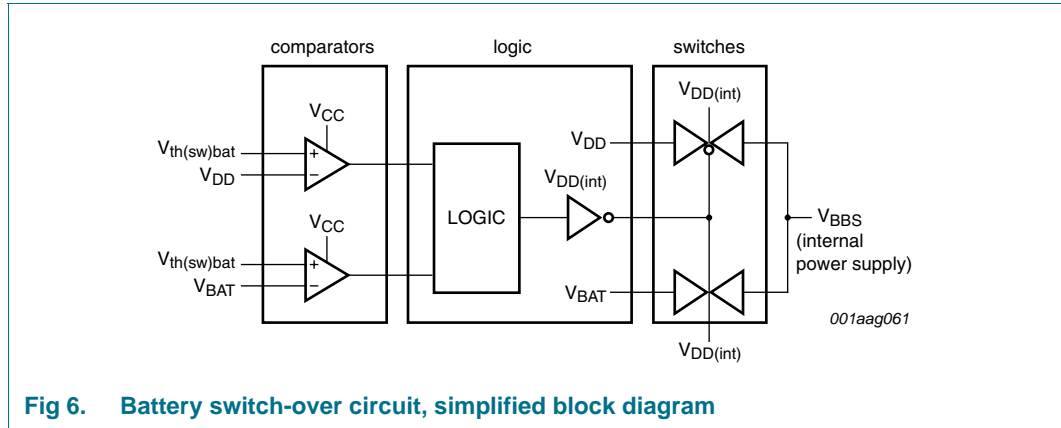 comparators
logic
switches
VCC
Vth(sw)bat
+
VDD
−
VCC
Vth(sw)bat
+
VBAT
−
LOGIC
VDD(int)
VDD(int)
VDD
VBAT
VDD(int)
VBBS
(internal
power supply)
001aag061
Fig 6. Battery switch-over circuit, simplified block diagram